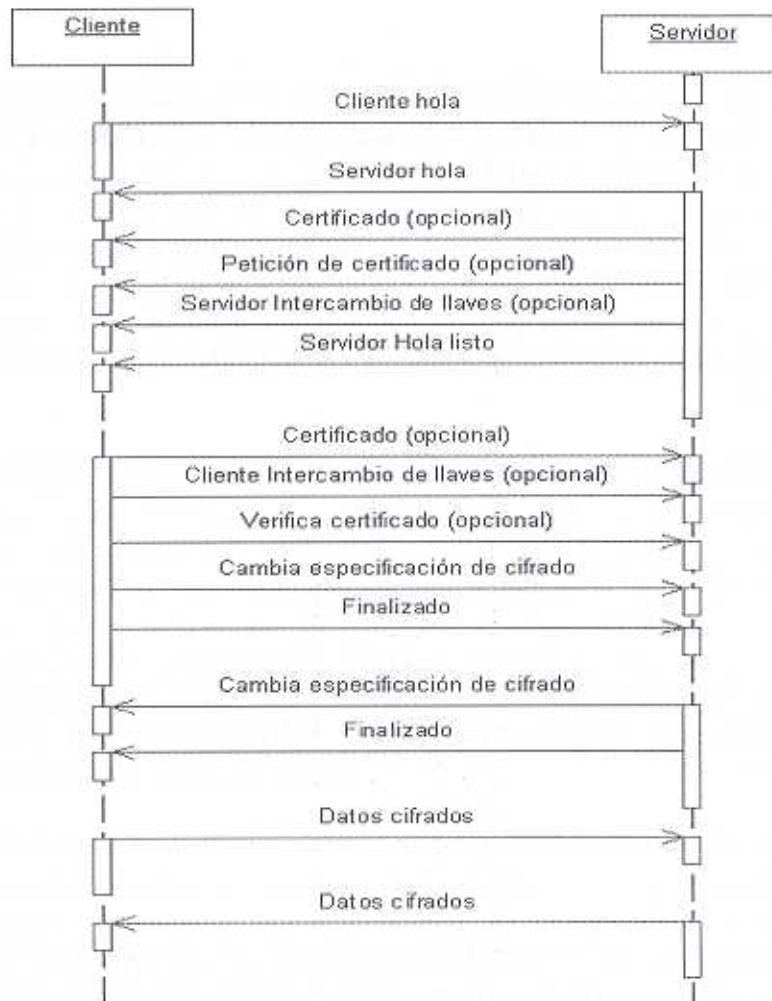 Cliente
Servidor
Cliente hola
Servidor hola
Certificado (opcional)
Petición de certificado (opcional)
Servidor Intercambio de llaves (opcional)
Servidor Hola listo
Certificado (opcional)
Cliente Intercambio de llaves (opcional)
Verifica certificado (opcional)
Cambia especificación de cifrado
Finalizado
Cambia especificación de cifrado
Finalizado
Datos cifrados
Datos cifrados